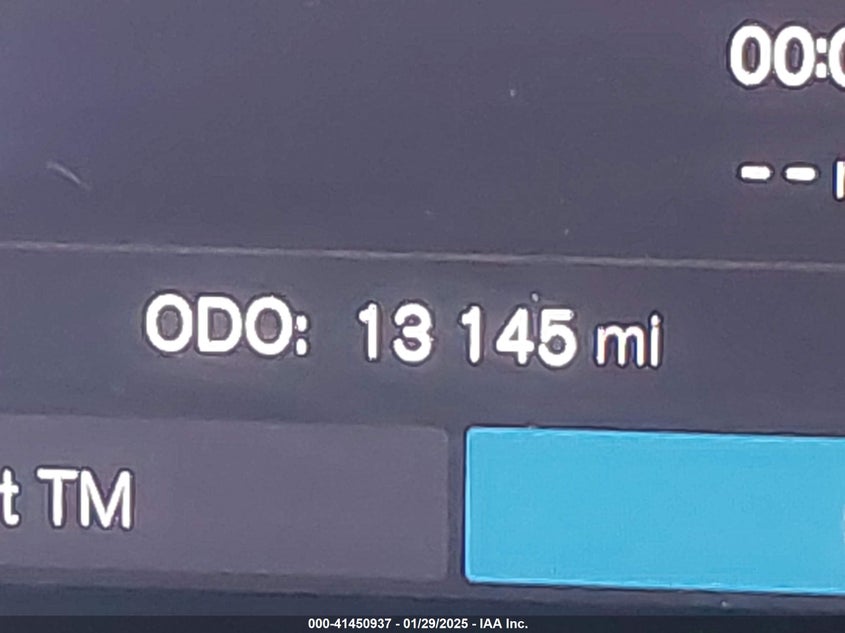 00:0
--
ODO: 13 145 mi
t TM
000-41450937 - 01/29/2025 - IAA Inc.